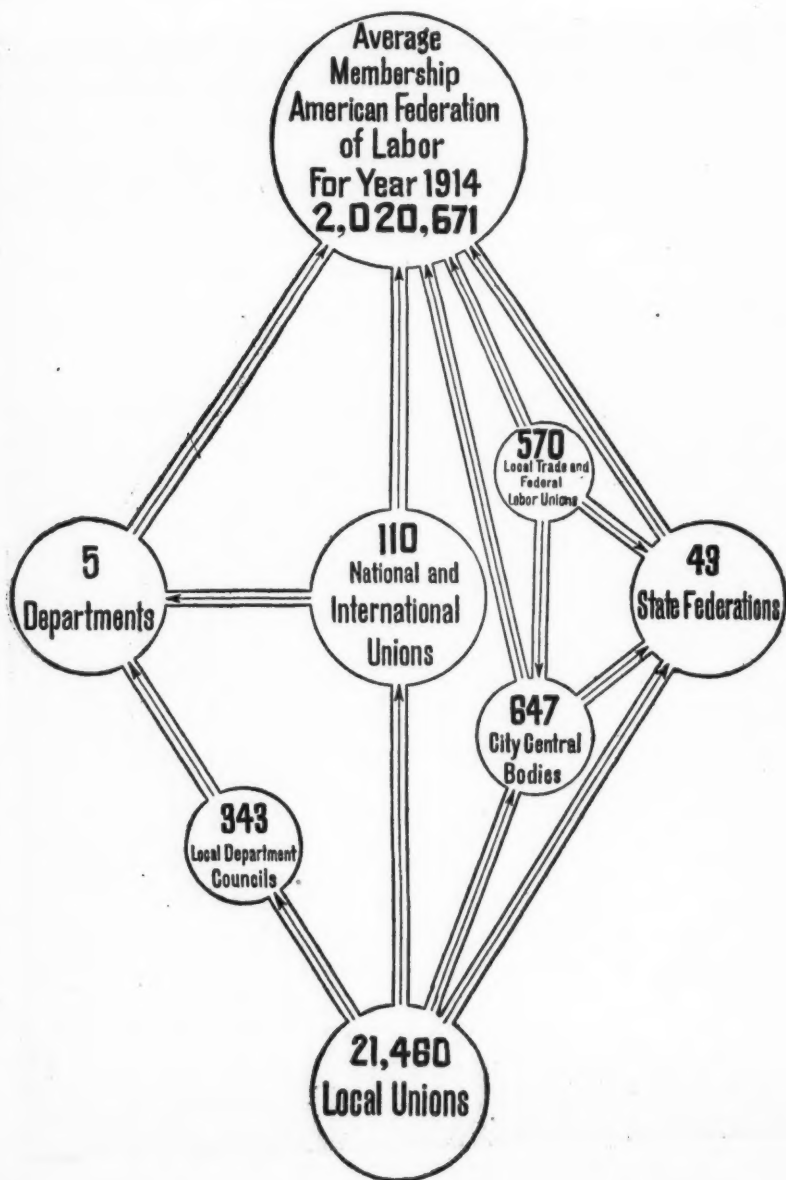 Average
Membership
American Federation
of Labor
For Year 1914
2,020,671
570
Local Trade and
Federal
Labor Unions
5
Departments
110
National and
International
Unions
43
State Federations
647
City Central
Bodies
343
Local Department
Councils
21,460
Local Unions